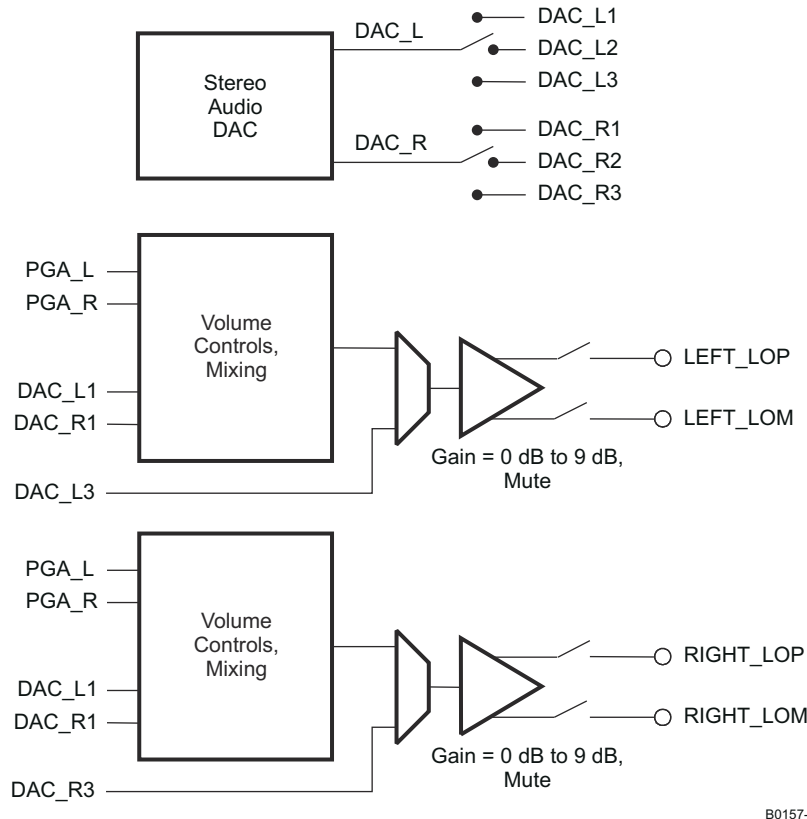 DAC_L
DAC_L1
DAC_L2
DAC_L3
Stereo
Audio
DAC
DAC_R
DAC_R1
DAC_R2
DAC_R3
PGA_L
PGA_R
DAC_L1
DAC_R1
DAC_L3
Volume
Controls,
Mixing
LEFT_LOP
LEFT_LOM
Gain = 0 dB to 9 dB,
Mute
PGA_L
PGA_R
DAC_L1
DAC_R1
DAC_R3
Volume
Controls,
Mixing
RIGHT_LOP
RIGHT_LOM
Gain = 0 dB to 9 dB,
Mute
B0157-